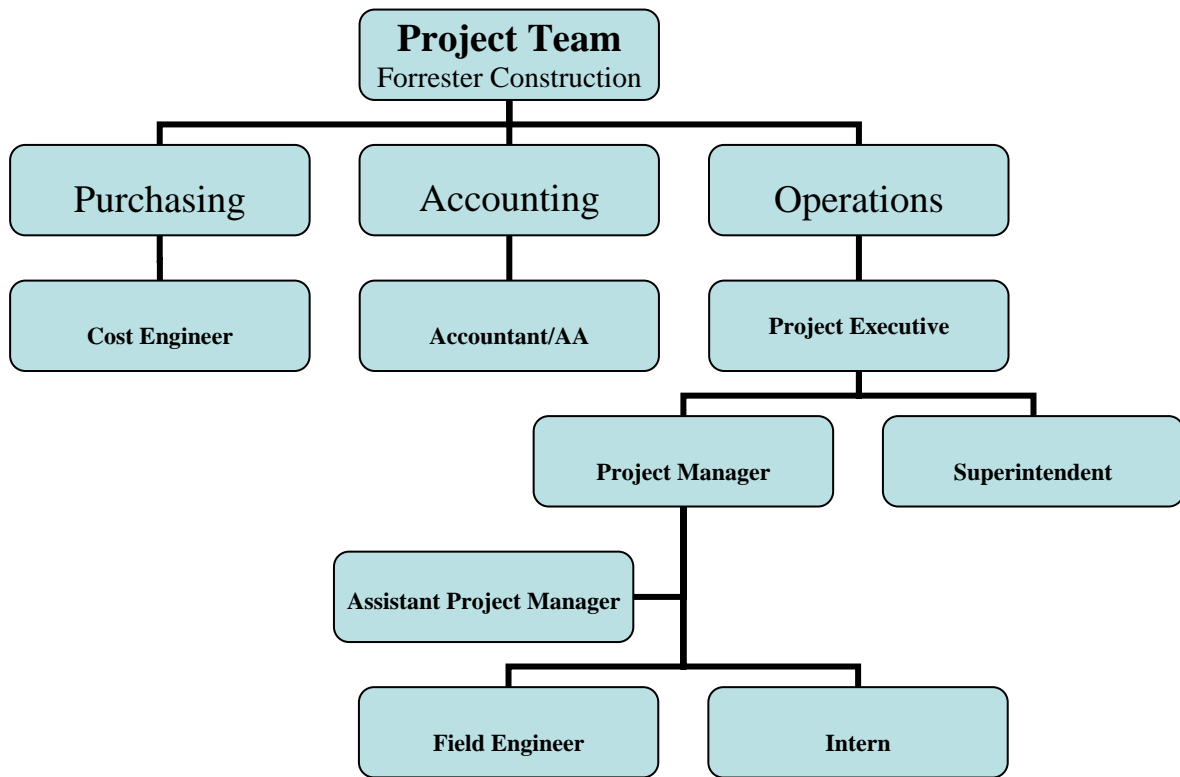 Project Team
Forrester Construction
Purchasing
Accounting
Operations
Cost Engineer
Accountant/AA
Project Executive
Project Manager
Superintendent
Assistant Project Manager
Field Engineer
Intern